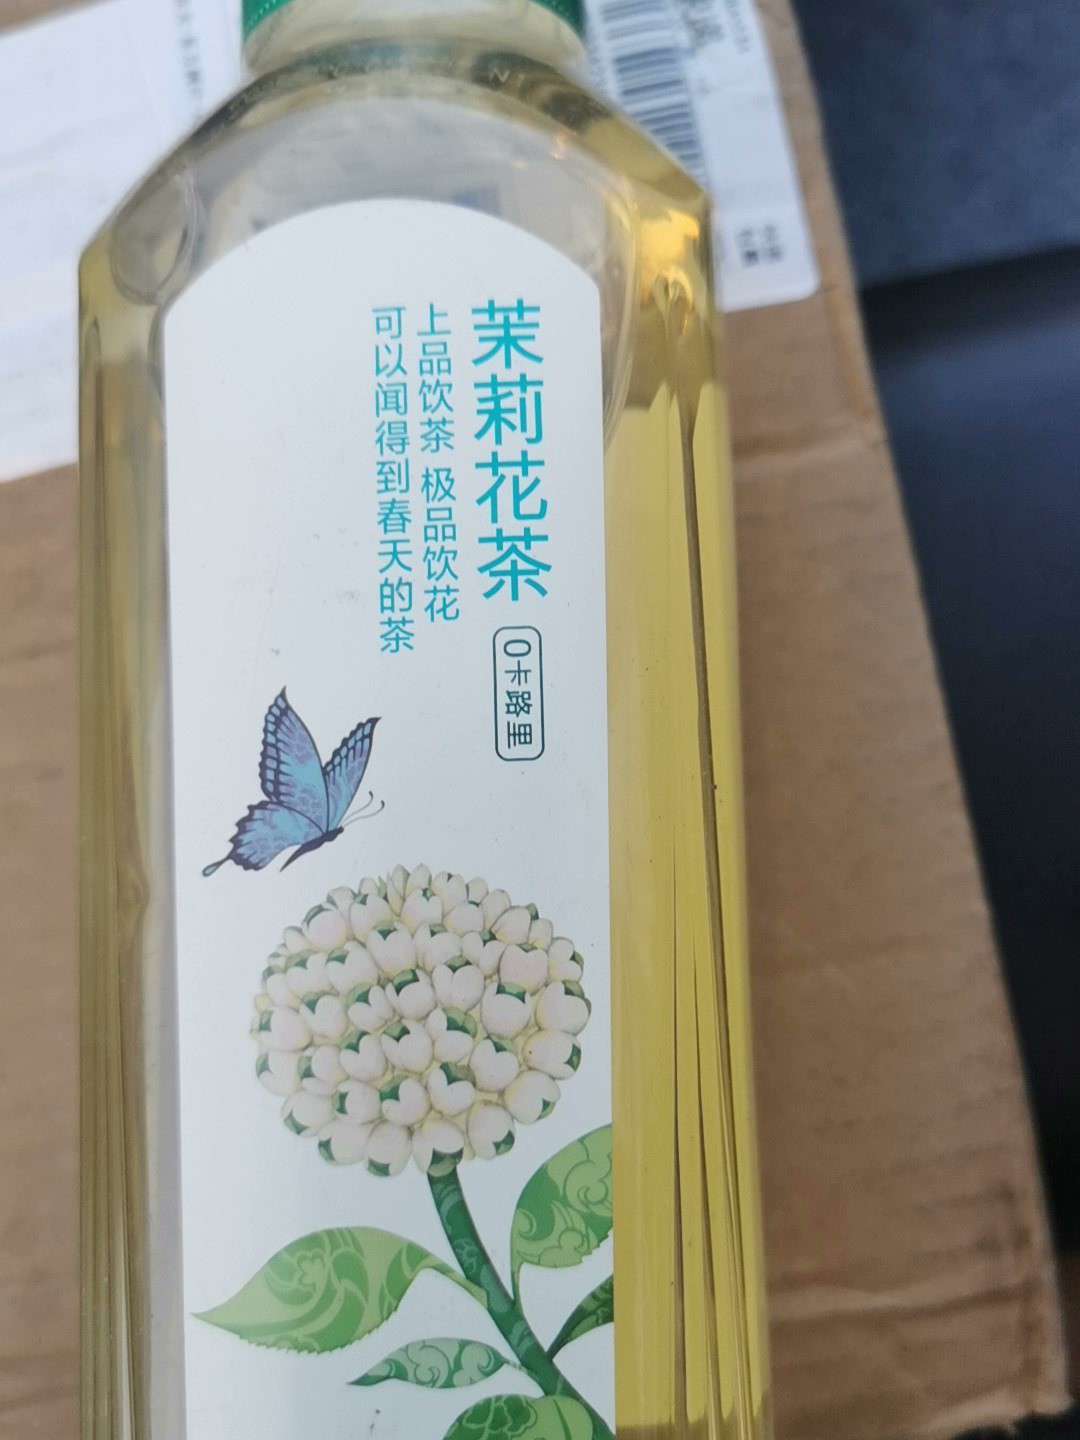 茉莉花茶
0卡路里
上品饮茶 极品饮花
可以闻得到春天的茶